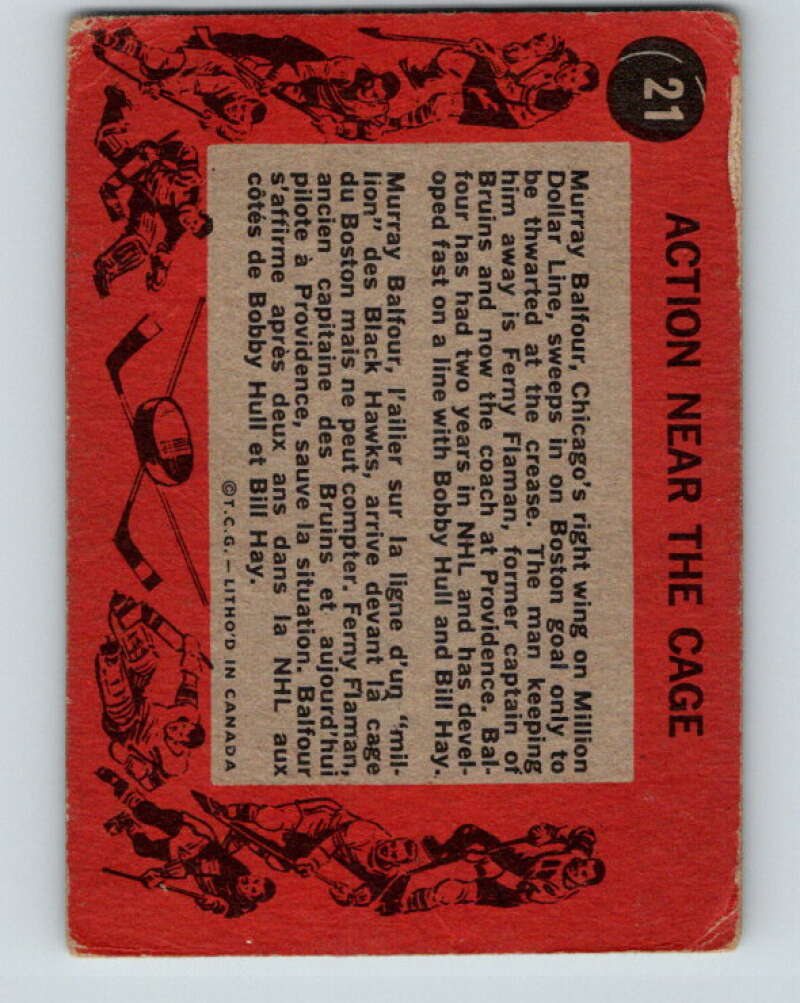 21
ACTION NEAR THE CAGE
Murray Balfour, Chicago's right wing on Million
Dollar Line, sweeps in on Boston goal only to
be thwarted at the crease. The man keeping
him away is Ferny Flaman, former captain of
Bruins and now the coach at Providence. Bal-
four has had two years in NHL and has devel-
oped fast on a line with Bobby Hull and Bill Hay.
Murray Balfour, l'ailier sur la ligne d'un "mil-
lion" des Black Hawks, arrive devant la cage
du Boston mais ne peut compter. Ferny Flaman,
ancien capitaine des Bruins et aujourd'hui
pilote à Providence, sauve la situation. Balfour
s'affirme après deux ans dans la NHL aux
côtés de Bobby Hull et Bill Hay.
©T.C.G. — LITHO'D IN CANADA